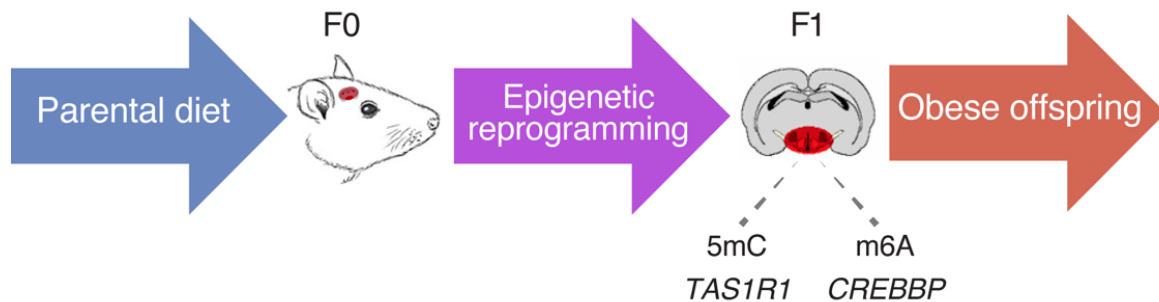 F0
F1
Parental diet
Epigenetic
reprogramming
Obese offspring
5mC
m6A
TAS1R1
CREBBP